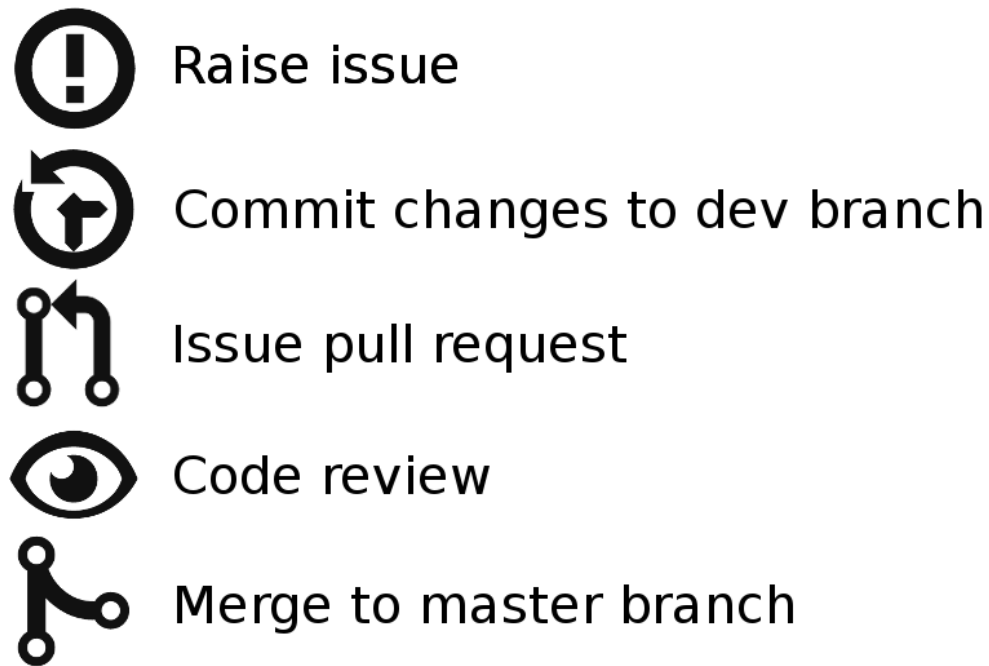 Raise issue
Commit changes to dev branch
Issue pull request
Code review
Merge to master branch